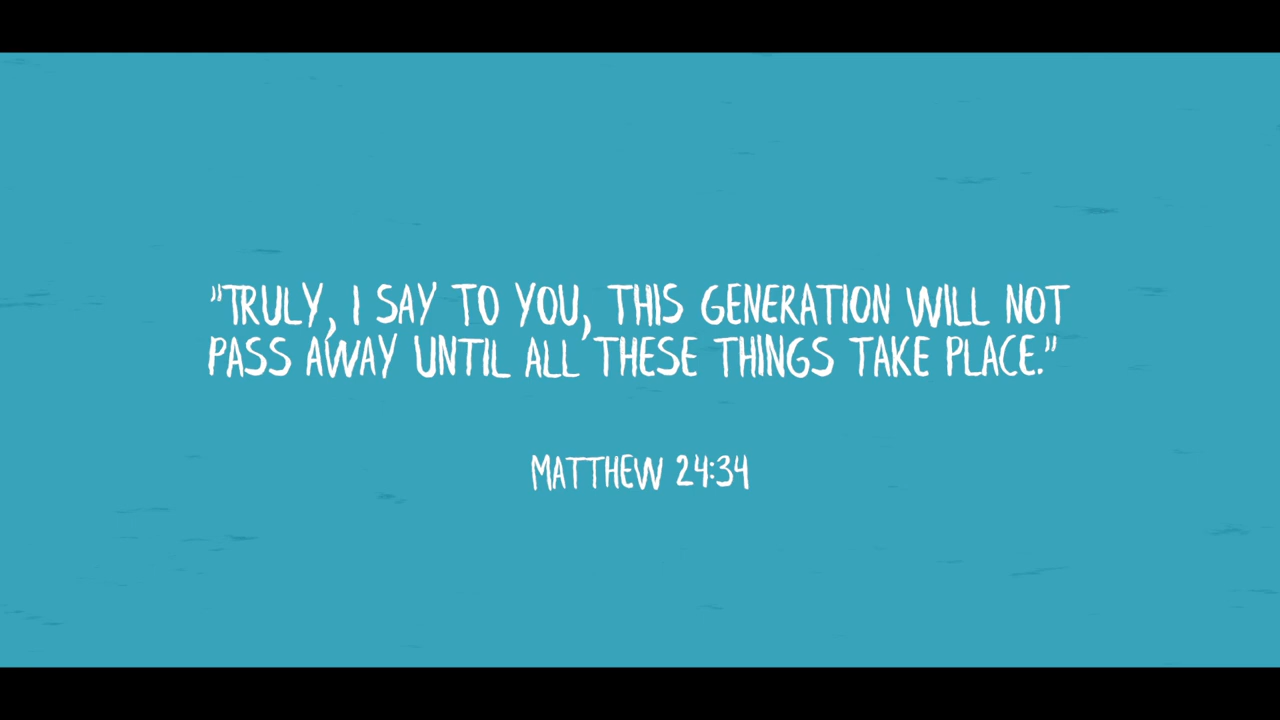 "TRULY, I SAY TO YOU, THIS GENERATION WILL NOT
PASS AWAY UNTIL ALL THESE THINGS TAKE PLACE."
MATTHEW 24:34